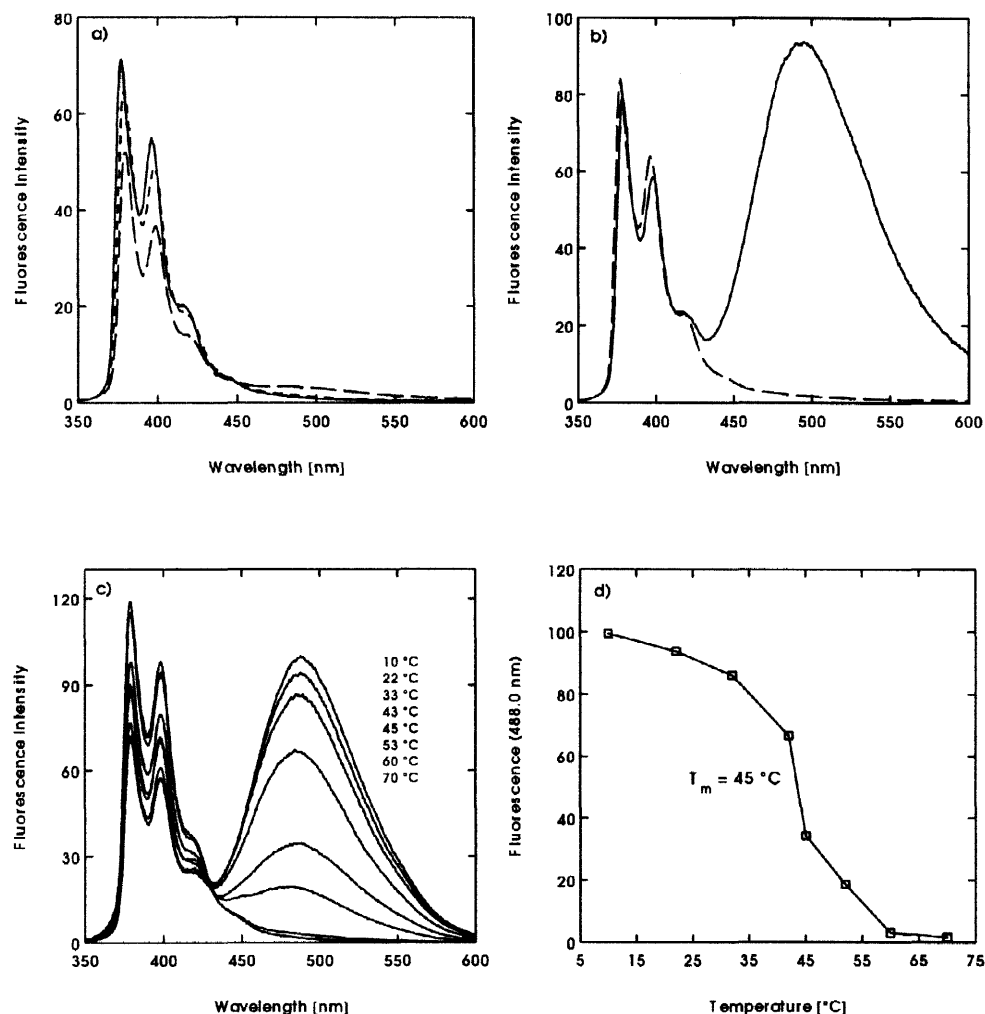 a)
80
60
40
20
0
350 400 450 500 550 600
Fluorescence Intensity
Wavelength [nm]
b)
100
80
60
40
20
0
350 400 450 500 550 600
Fluorescence Intensity
Wavelength [nm]
c)
120
90
60
30
0
350 400 450 500 550 600
Fluorescence Intensity
Wavelength [nm]
10 °C
22 °C
33 °C
43 °C
45 °C
53 °C
60 °C
70 °C
d)
120
100
80
60
40
20
0
5 15 25 35 45 55 65 75
Fluorescence (488.0 nm)
Temperature [°C]
Tm = 45 °C